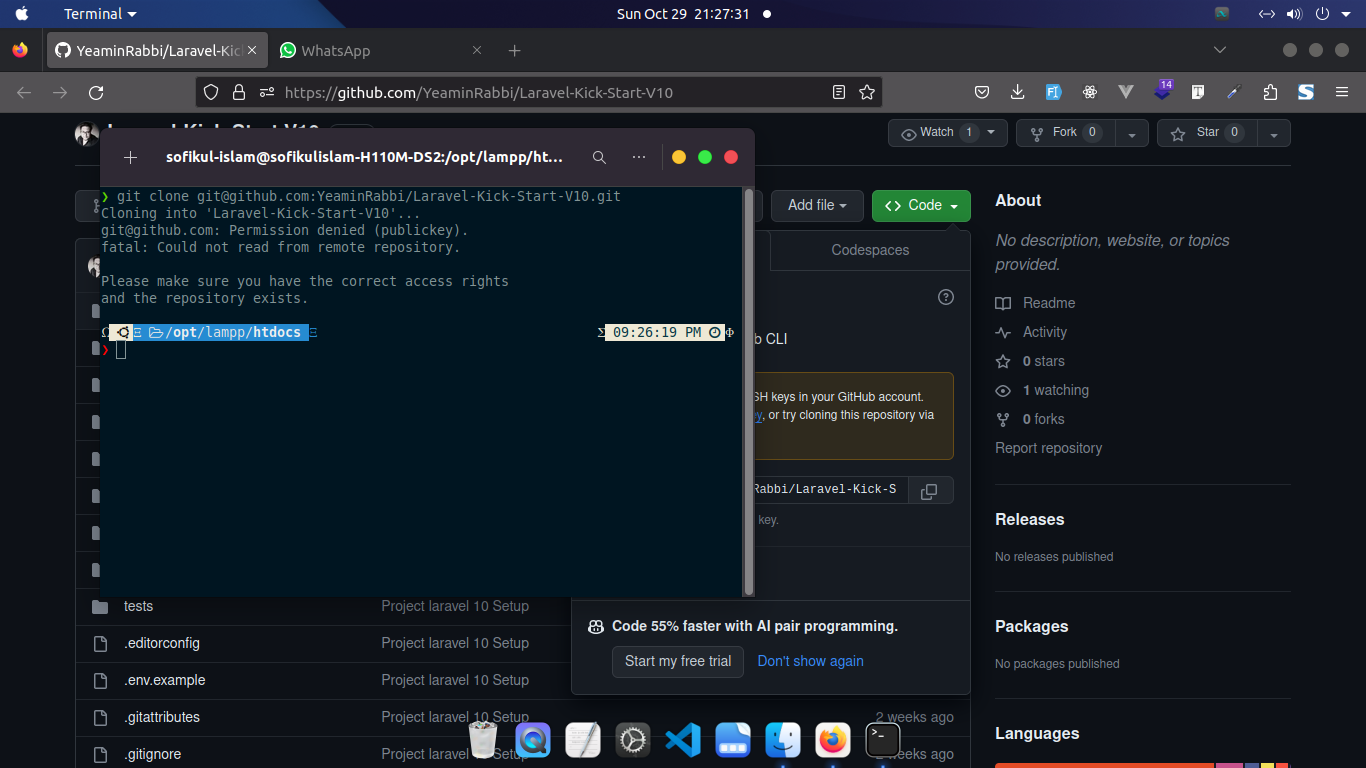 Terminal
Sun Oct 29 21:27:31
YeaminRabbi/Laravel-Kick
WhatsApp
https://github.com/YeaminRabbi/Laravel-Kick-Start-V10
14
Watch 1
Fork 0
Star 0
sofikul-islam@sofikulislam-H110M-DS2:/opt/lampp/ht...
❯ git clone git@github.com:YeaminRabbi/Laravel-Kick-Start-V10.git
Cloning into 'Laravel-Kick-Start-V10'...
git@github.com: Permission denied (publickey).
fatal: Could not read from remote repository.
Please make sure you have the correct access rights
and the repository exists.
/opt/lampp/htdocs
09:26:19 PM
❯
Add file
Code
Codespaces
CLI
SH keys in your GitHub account.
, or try cloning this repository via
Rabbi/Laravel-Kick-S
key.
Code 55% faster with AI pair programming.
Start my free trial
Don't show again
tests
Project laravel 10 Setup
.editorconfig
Project laravel 10 Setup
.env.example
Project laravel 10 Setup
.gitattributes
Project laravel 10 Setup
2 weeks ago
.gitignore
Project laravel 10 Setup
2 weeks ago
About
No description, website, or topics
provided.
Readme
Activity
0 stars
1 watching
0 forks
Report repository
Releases
No releases published
Packages
No packages published
Languages